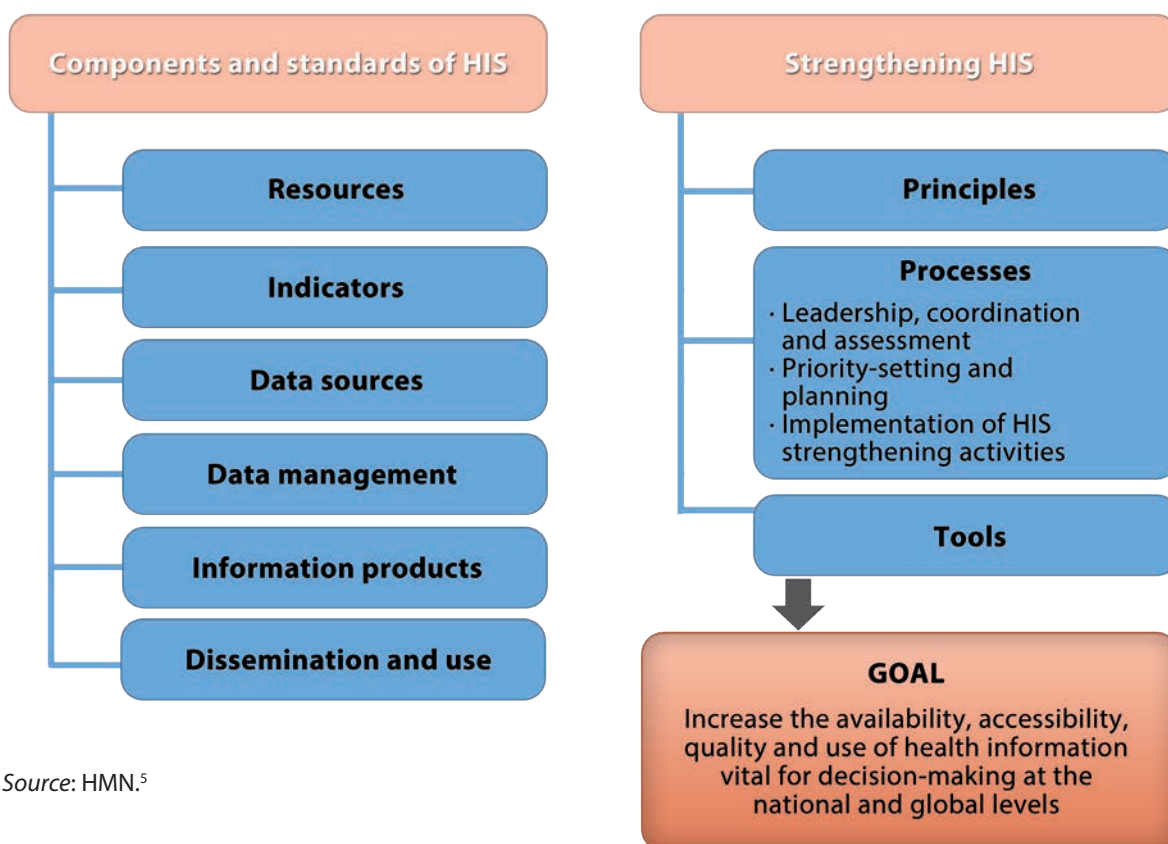 Components and standards of HIS
Resources
Indicators
Data sources
Data management
Information products
Dissemination and use
Source: HMN.⁵
Strengthening HIS
Principles
Processes
· Leadership, coordination
and assessment
· Priority-setting and
planning
· Implementation of HIS
strengthening activities
Tools
GOAL
Increase the availability, accessibility,
quality and use of health information
vital for decision-making at the
national and global levels